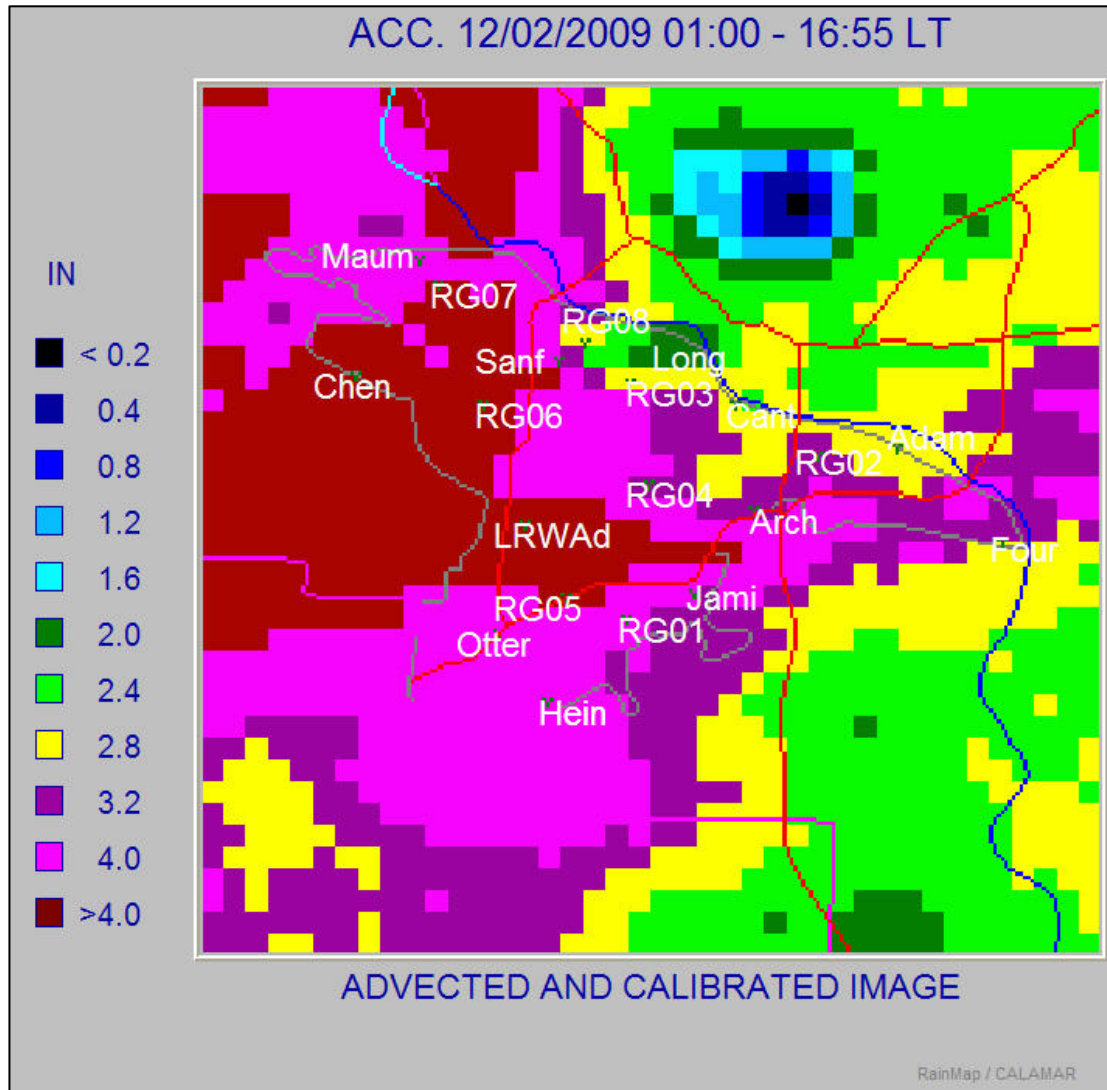 ACC. 12/02/2009 01:00 - 16:55 LT
IN
< 0.2
0.4
0.8
1.2
1.6
2.0
2.4
2.8
3.2
4.0
>4.0
Maum
RG07
RG08
Sanf
Long
Chen
RG03
RG06
Cant
Adam
RG02
RG04
LRWAd
Arch
Four
RG05
Jami
Otter
RG01
Hein
ADVECTED AND CALIBRATED IMAGE
RainMap / CALAMAR